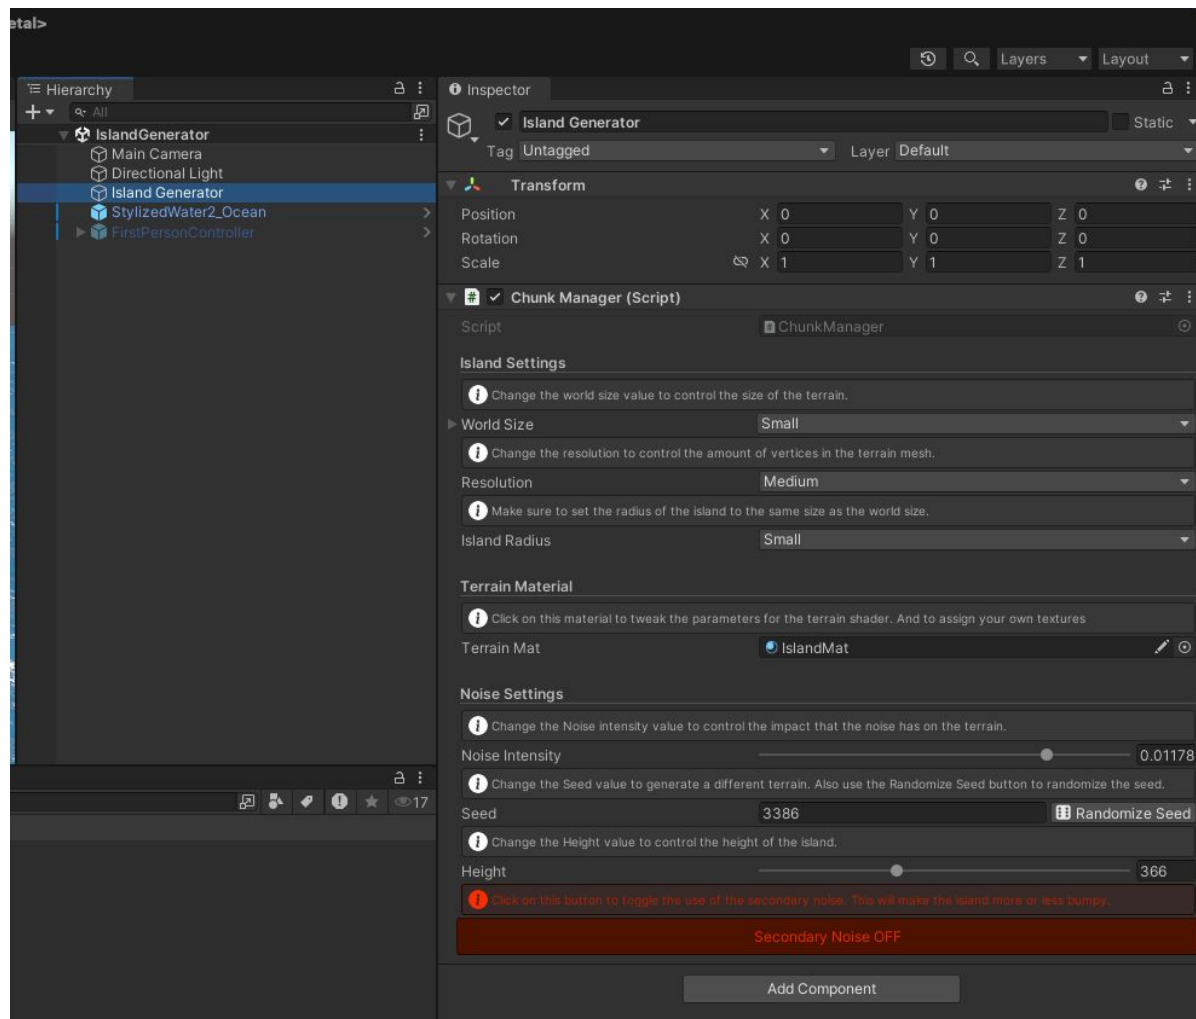 etal>
Layers
Layout
Hierarchy
All
IslandGenerator
Main Camera
Directional Light
Island Generator
StylizedWater2_Ocean
FirstPersonController
17
Inspector
Island Generator
Static
Tag Untagged Layer Default
Transform
Position X 0 Y 0 Z 0
Rotation X 0 Y 0 Z 0
Scale X 1 Y 1 Z 1
# Chunk Manager (Script)
Script ChunkManager
Island Settings
Change the world size value to control the size of the terrain.
World Size Small
Change the resolution to control the amount of vertices in the terrain mesh.
Resolution Medium
Make sure to set the radius of the island to the same size as the world size.
Island Radius Small
Terrain Material
Click on this material to tweak the parameters for the terrain shader. And to assign your own textures
Terrain Mat IslandMat
Noise Settings
Change the Noise intensity value to control the impact that the noise has on the terrain.
Noise Intensity 0.01178
Change the Seed value to generate a different terrain. Also use the Randomize Seed button to randomize the seed.
Seed 3386 Randomize Seed
Change the Height value to control the height of the island.
Height 366
Click on this button to toggle the use of the secondary noise. This will make the island more or less bumpy.
Secondary Noise OFF
Add Component